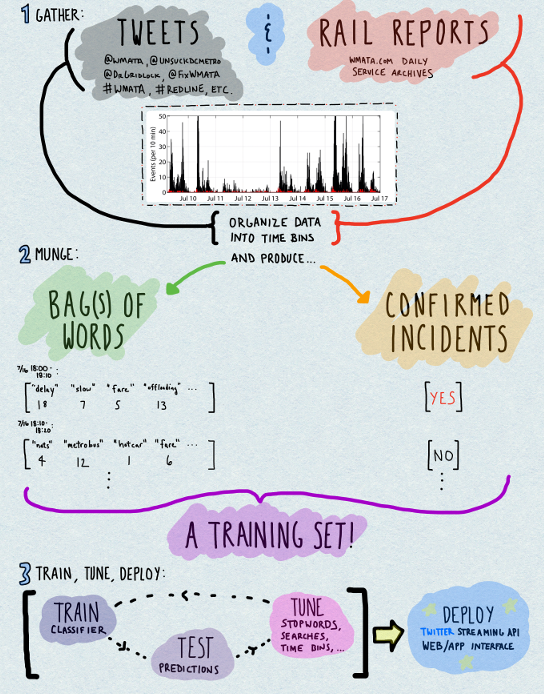 1 GATHER:
TWEETS
@WMATA, @UNSUCKDCMETRO
@DRGRIDLOCK, @FIXWMATA
#WMATA, #REDLINE, ETC.
&
RAIL REPORTS
WMATA.COM DAILY
SERVICE ARCHIVES
Events (per 10 min)
50
40
30
20
10
0
Jul 10 Jul 11 Jul 12 Jul 13 Jul 14 Jul 15 Jul 16 Jul 17
ORGANIZE DATA
INTO TIME BINS
AND PRODUCE...
2 MUNGE:
BAG(S) OF
WORDS
7/16 18:00-
18:10 :
"delay" "slow" "fare" "offloading" ...
18 7 5 13
7/16 18:10-
18:20 :
"nats" "metrobus" "hotcar" "fare" ...
4 12 1 6
CONFIRMED
INCIDENTS
[YES]
[NO]
A TRAINING SET!
3 TRAIN, TUNE, DEPLOY:
TRAIN
CLASSIFIER
TEST
PREDICTIONS
TUNE
STOPWORDS,
SEARCHES,
TIME BINS, ...
DEPLOY
TWITTER STREAMING API
WEB/APP INTERFACE